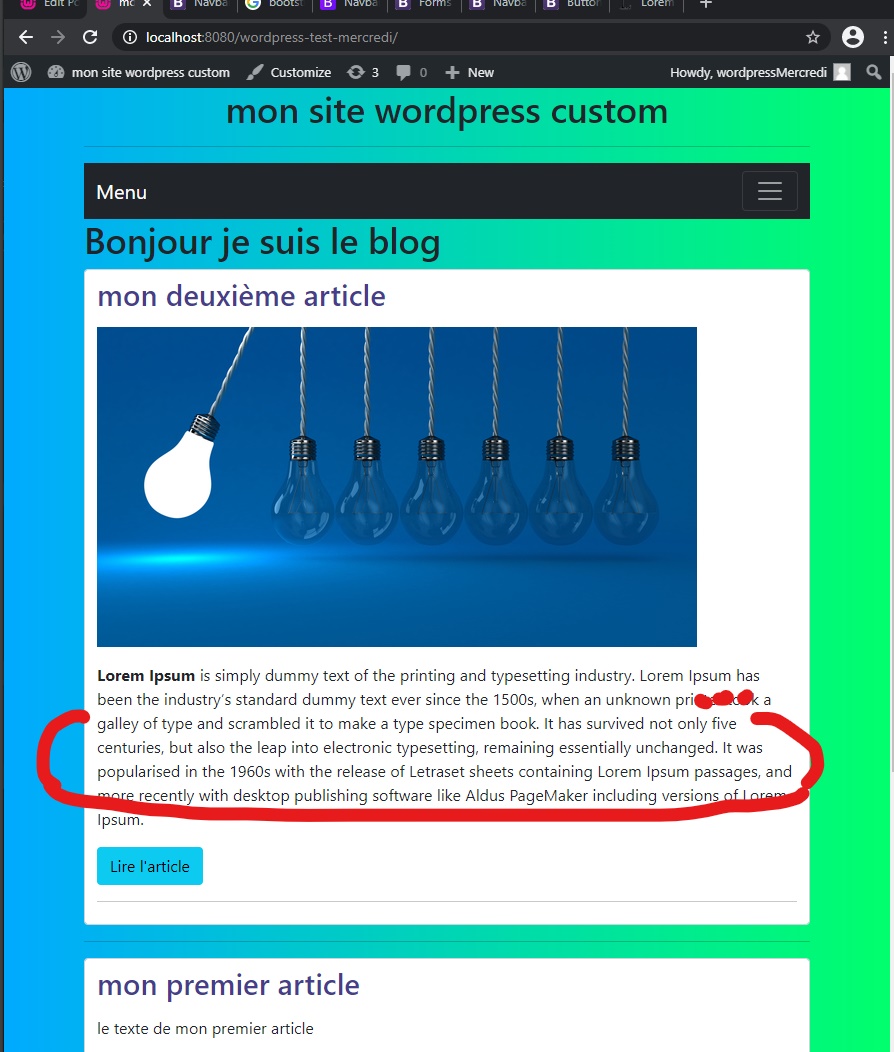 Edit Po
mo
Navba
bootst
Navba
Forms
Navba
Button
Lorem
localhost:8080/wordpress-test-mercredi/
mon site wordpress custom Customize 3 0 New Howdy, wordpressMercredi
mon site wordpress custom
Menu
Bonjour je suis le blog
mon deuxième article
Lorem Ipsum is simply dummy text of the printing and typesetting industry. Lorem Ipsum has
been the industry's standard dummy text ever since the 1500s, when an unknown a
galley of type and scrambled it to make a type specimen book. It has survived not only five
centuries, but also the leap into electronic typesetting, remaining essentially unchanged. It was
popularised in the 1960s with the release of Letraset sheets containing Lorem Ipsum passages, and
more recently with desktop publishing software like Aldus PageMaker including versions of Lorem
Ipsum.
Lire l'article
mon premier article
le texte de mon premier article